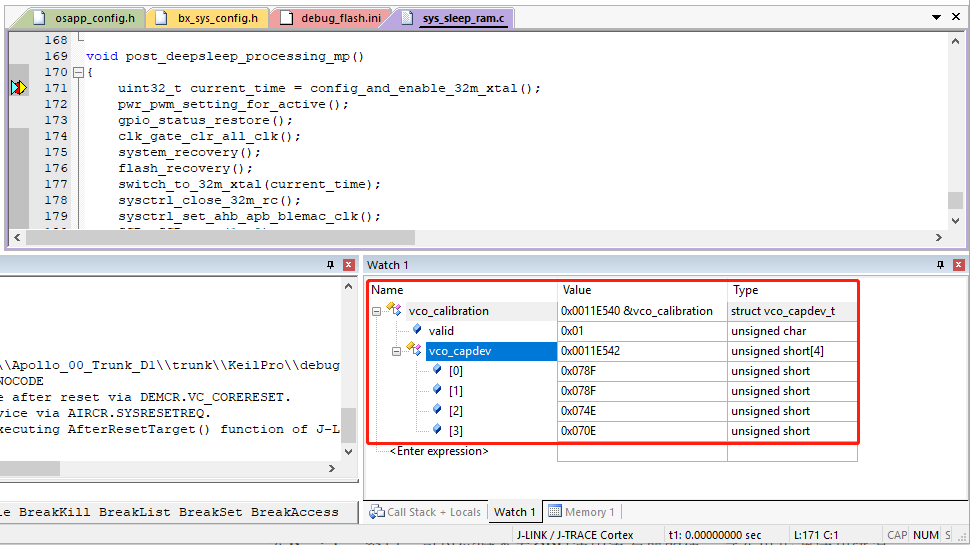 osapp_config.h bx_sys_config.h debug_flash.ini sys_sleep_ram.c
168
169 void post_deepsleep_processing_mp()
170 {
171 uint32_t current_time = config_and_enable_32m_xtal();
172 pwr_pwm_setting_for_active();
173 gpio_status_restore();
174 clk_gate_clr_all_clk();
175 system_recovery();
176 flash_recovery();
177 switch_to_32m_xtal(current_time);
178 sysctrl_close_32m_rc();
179 sysctrl_set_ahb_apb_blemac_clk();
\\Apollo_00_Trunk_D1\\trunk\\KeilPro\\debug
NOCODE
e after reset via DEMCR.VC_CORERESET.
vice via AIRCR.SYSRESETREQ.
xecuting AfterResetTarget() function of J-L
le BreakKill BreakList BreakSet BreakAccess
Watch 1
Name Value Type
vco_calibration 0x0011E540 &vco_calibration struct vco_capdev_t
valid 0x01 unsigned char
vco_capdev 0x0011E542 unsigned short[4]
[0] 0x078F unsigned short
[1] 0x078F unsigned short
[2] 0x074E unsigned short
[3] 0x070E unsigned short
<Enter expression>
Call Stack + Locals Watch 1 Memory 1
J-LINK / J-TRACE Cortex t1: 0.00000000 sec L:171 C:1 CAP NUM S